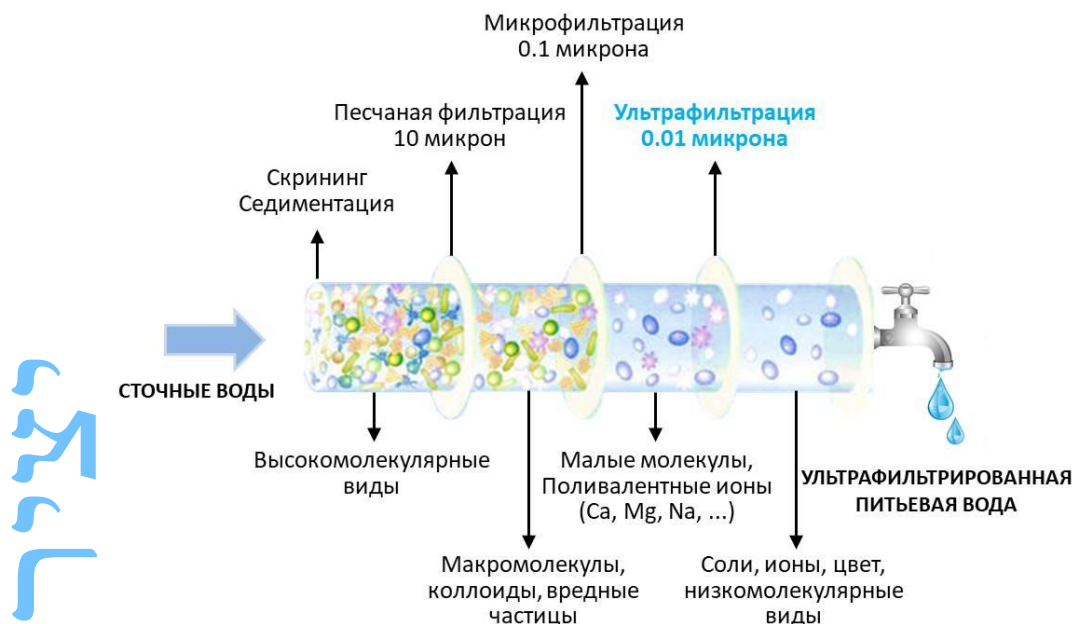 Микрофильтрация
0.1 микрона
Песчаная фильтрация
10 микрон
Ультрафильтрация
0.01 микрона
Скрининг
Седиментация
СТОЧНЫЕ ВОДЫ
Высокомолекулярные
виды
Малые молекулы,
Поливалентные ионы
(Ca, Mg, Na, ...)
УЛЬТРАФИЛЬТРИРОВАННАЯ
ПИТЬЕВАЯ ВОДА
Макромолекулы,
коллоиды, вредные
частицы
Соли, ионы, цвет,
низкомолекулярные
виды